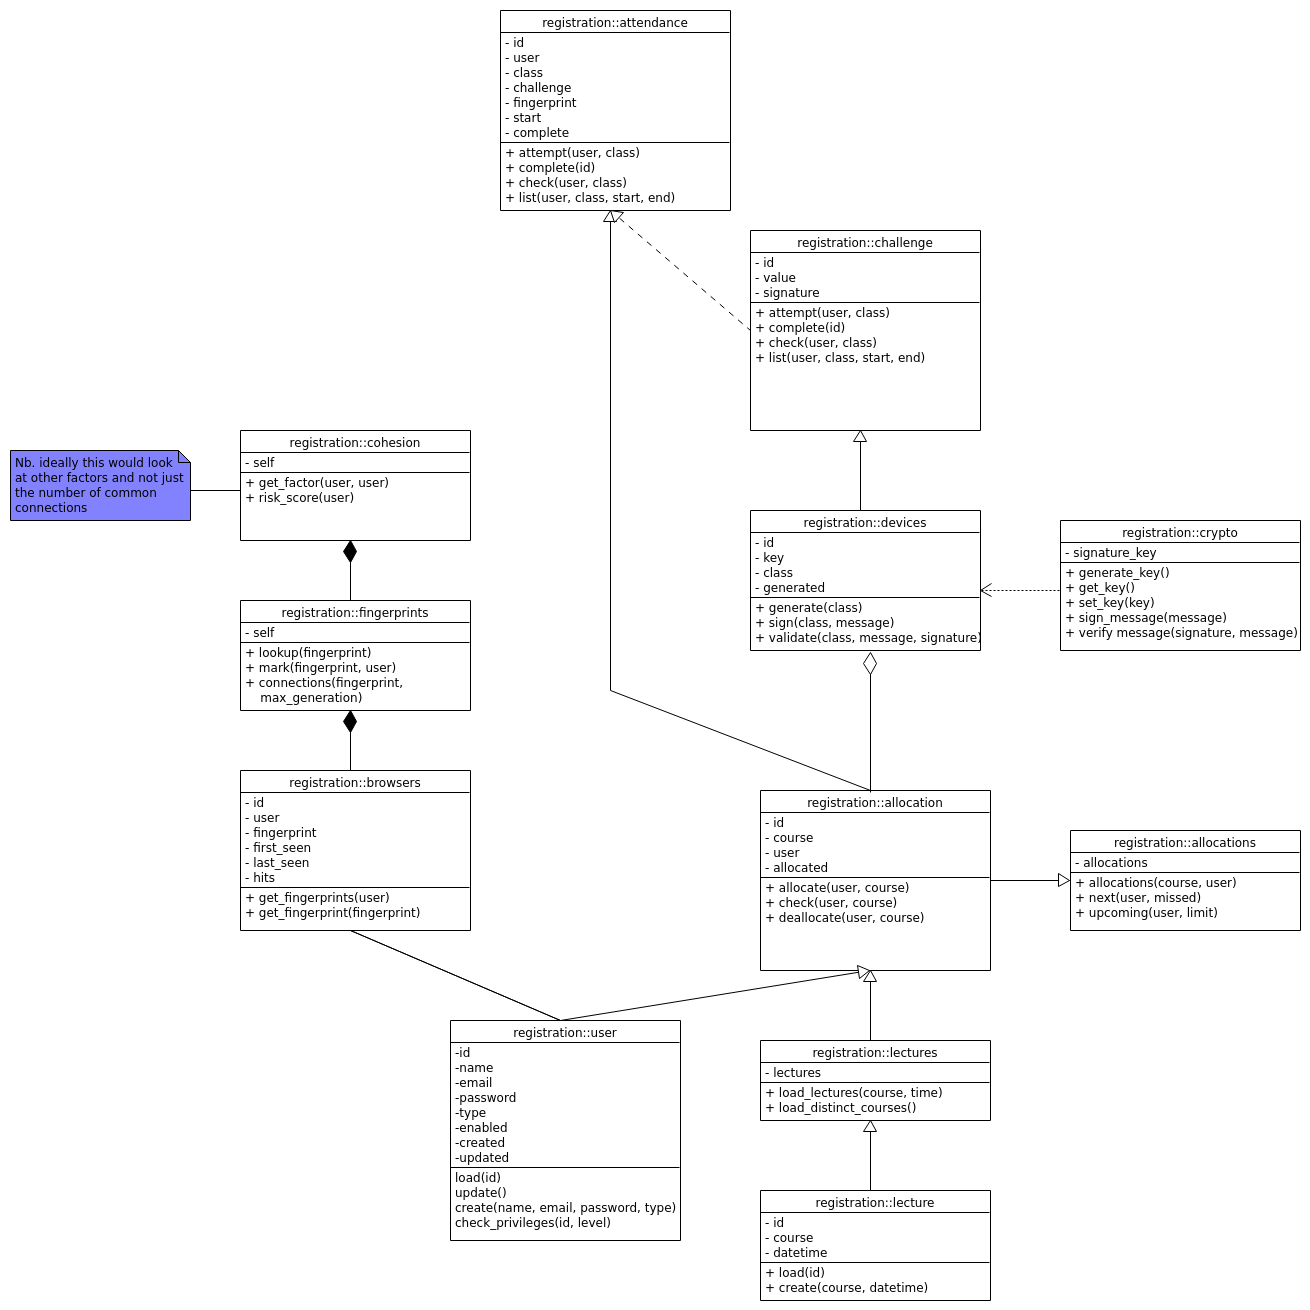 registration::attendance
- id
- user
- class
- challenge
- fingerprint
- start
- complete
+ attempt(user, class)
+ complete(id)
+ check(user, class)
+ list(user, class, start, end)
registration::challenge
- id
- value
- signature
+ attempt(user, class)
+ complete(id)
+ check(user, class)
+ list(user, class, start, end)
Nb. ideally this would look
at other factors and not just
the number of common
connections
registration::cohesion
- self
+ get_factor(user, user)
+ risk_score(user)
registration::devices
- id
- key
- class
- generated
+ generate(class)
+ sign(class, message)
+ validate(class, message, signature)
registration::crypto
- signature_key
+ generate_key()
+ get_key()
+ set_key(key)
+ sign_message(message)
+ verify message(signature, message)
registration::fingerprints
- self
+ lookup(fingerprint)
+ mark(fingerprint, user)
+ connections(fingerprint,
max_generation)
registration::browsers
- id
- user
- fingerprint
- first_seen
- last_seen
- hits
+ get_fingerprints(user)
+ get_fingerprint(fingerprint)
registration::allocation
- id
- course
- user
- allocated
+ allocate(user, course)
+ check(user, course)
+ deallocate(user, course)
registration::allocations
- allocations
+ allocations(course, user)
+ next(user, missed)
+ upcoming(user, limit)
registration::user
-id
-name
-email
-password
-type
-enabled
-created
-updated
load(id)
update()
create(name, email, password, type)
check_privileges(id, level)
registration::lectures
- lectures
+ load_lectures(course, time)
+ load_distinct_courses()
registration::lecture
- id
- course
- datetime
+ load(id)
+ create(course, datetime)